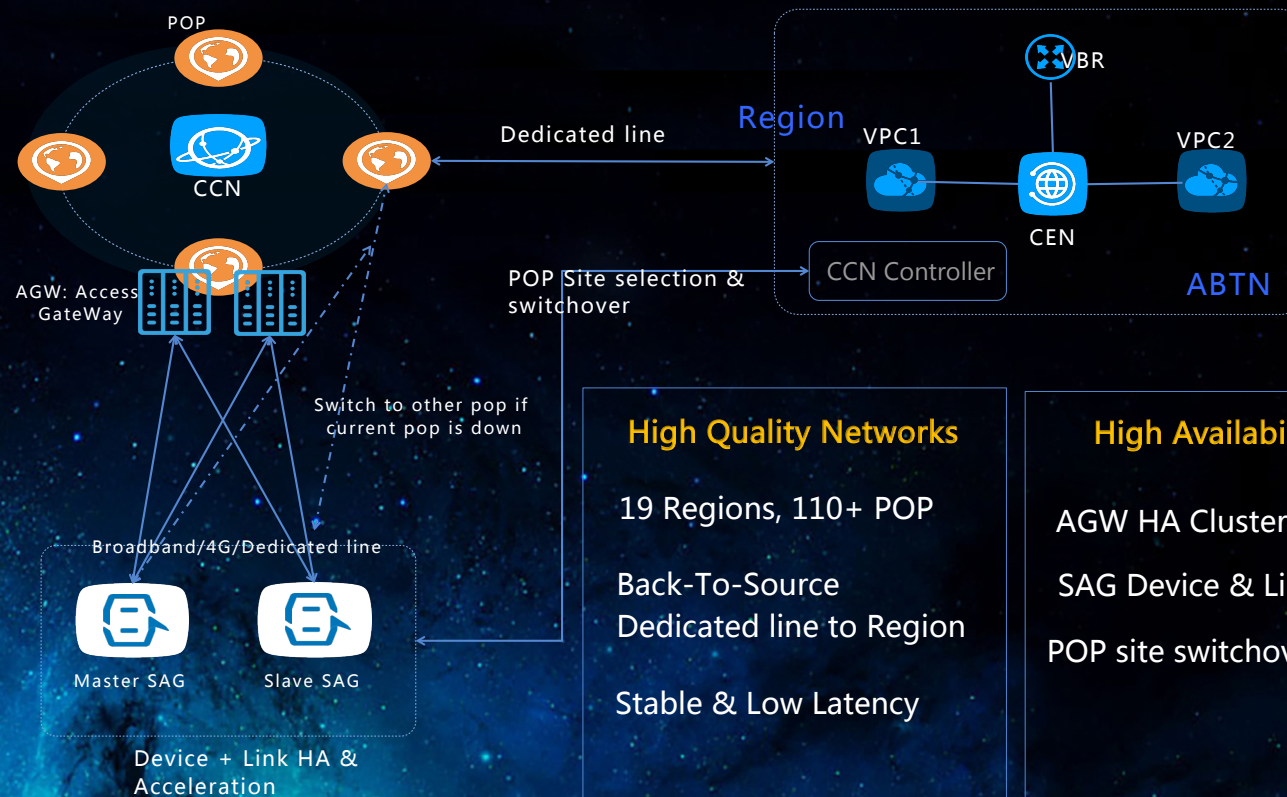 POP
CCN
AGW: Access
GateWay
Dedicated line
Region
VBR
VPC1
VPC2
CEN
CCN Controller
ABTN
POP Site selection &
switchover
Switch to other pop if
current pop is down
Broadband/4G/Dedicated line
Master SAG
Slave SAG
Device + Link HA &
Acceleration
High Quality Networks
19 Regions, 110+ POP
Back-To-Source
Dedicated line to Region
Stable & Low Latency
High Availabi
AGW HA Cluster
SAG Device & Li
POP site switchov